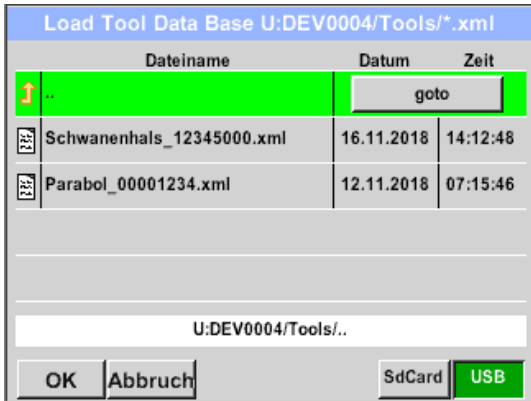 Load Tool Data Base U:DEV0004/Tools/*.xml
Dateiname Datum Zeit
.. goto
Schwanenhals_12345000.xml 16.11.2018 14:12:48
Parabol_00001234.xml 12.11.2018 07:15:46
U:DEV0004/Tools/..
OK Abbruch SdCard USB